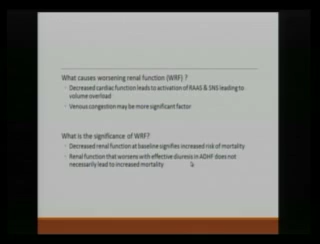 What causes worsening renal function (WRF) ?
Decreased cardiac function leads to activation of RAAS & SNS leading to
volume overload
Venous congestion may be more significant factor
What is the significance of WRF?
Decreased renal function at baseline signifies increased risk of mortality
Renal function that worsens with effective diuresis in ADHF does not
necessarily lead to increased mortality